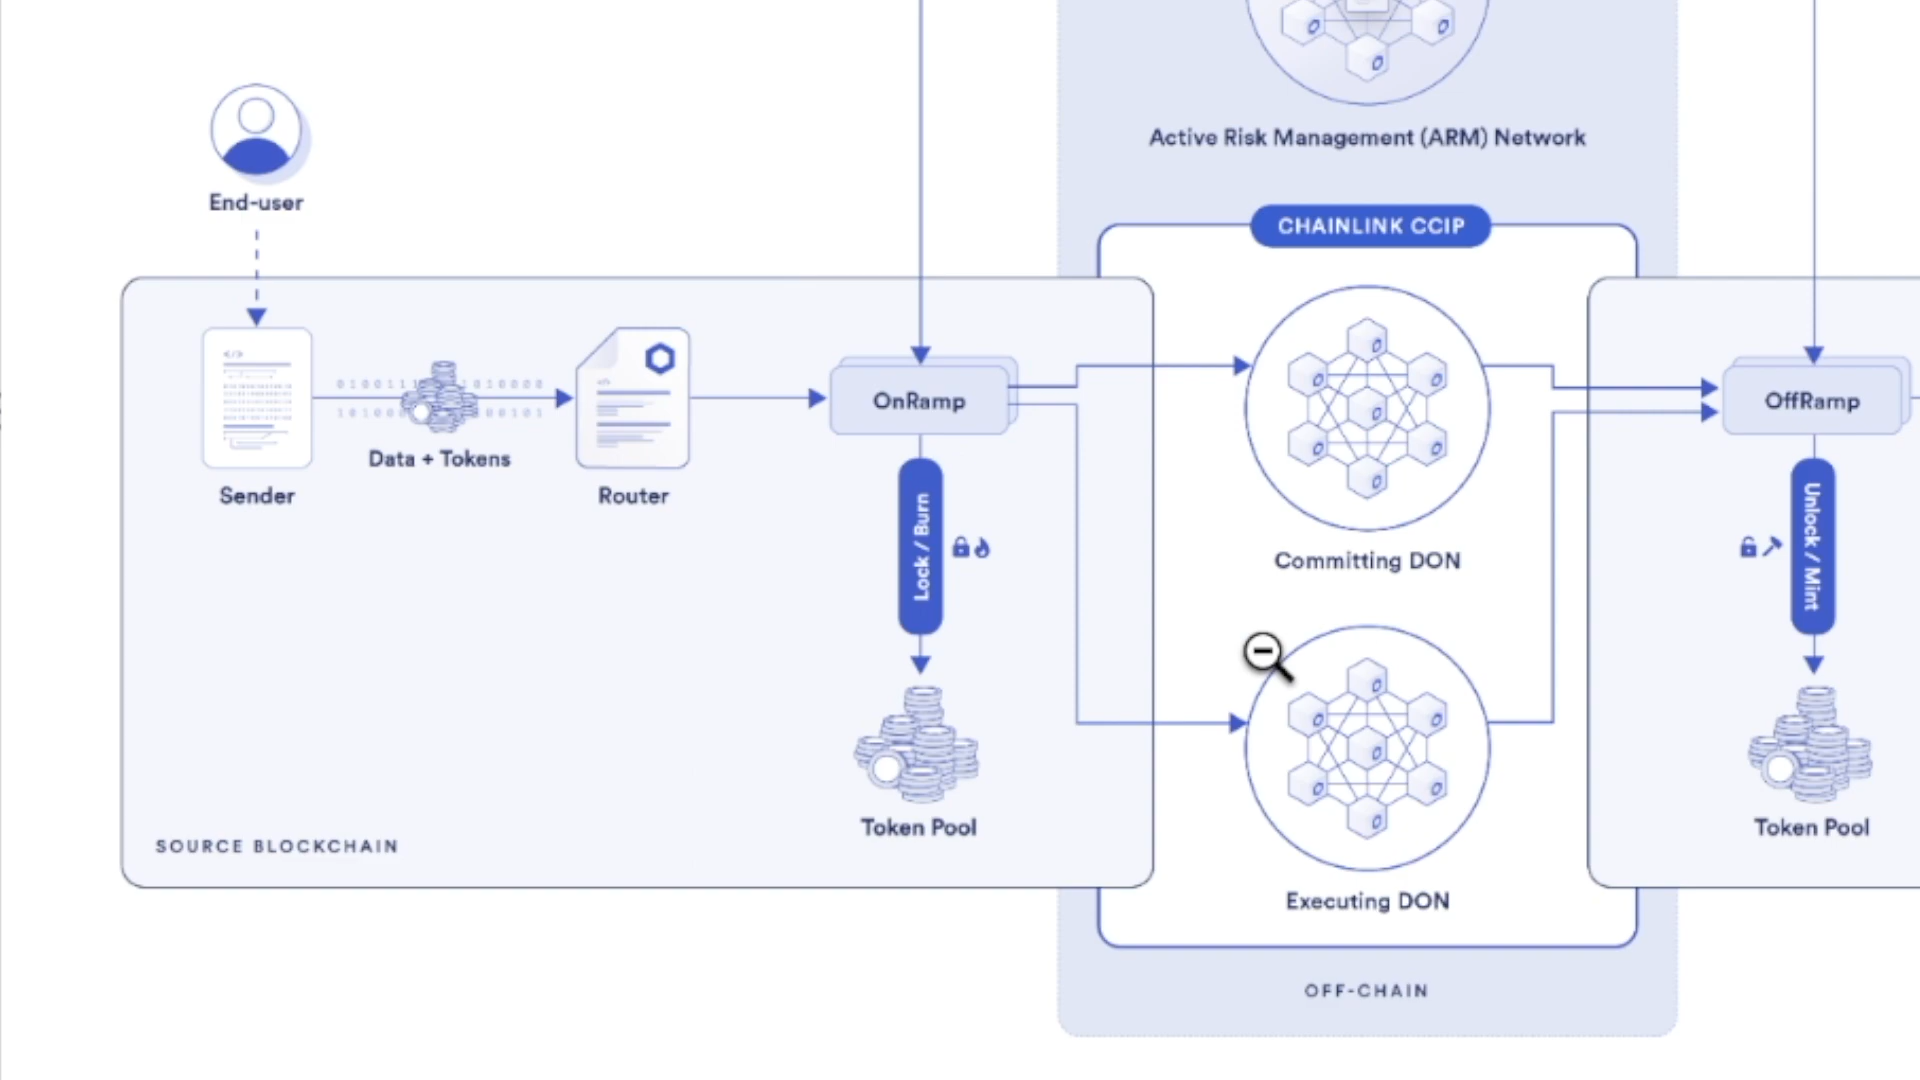 Active Risk Management (ARM) Network
End-user
CHAINLINK CCIP
Sender
Data + Tokens
Router
OnRamp
OffRamp
Lock / Burn
Unlock / Mint
Committing DON
Token Pool
Token Pool
SOURCE BLOCKCHAIN
Executing DON
OFF-CHAIN